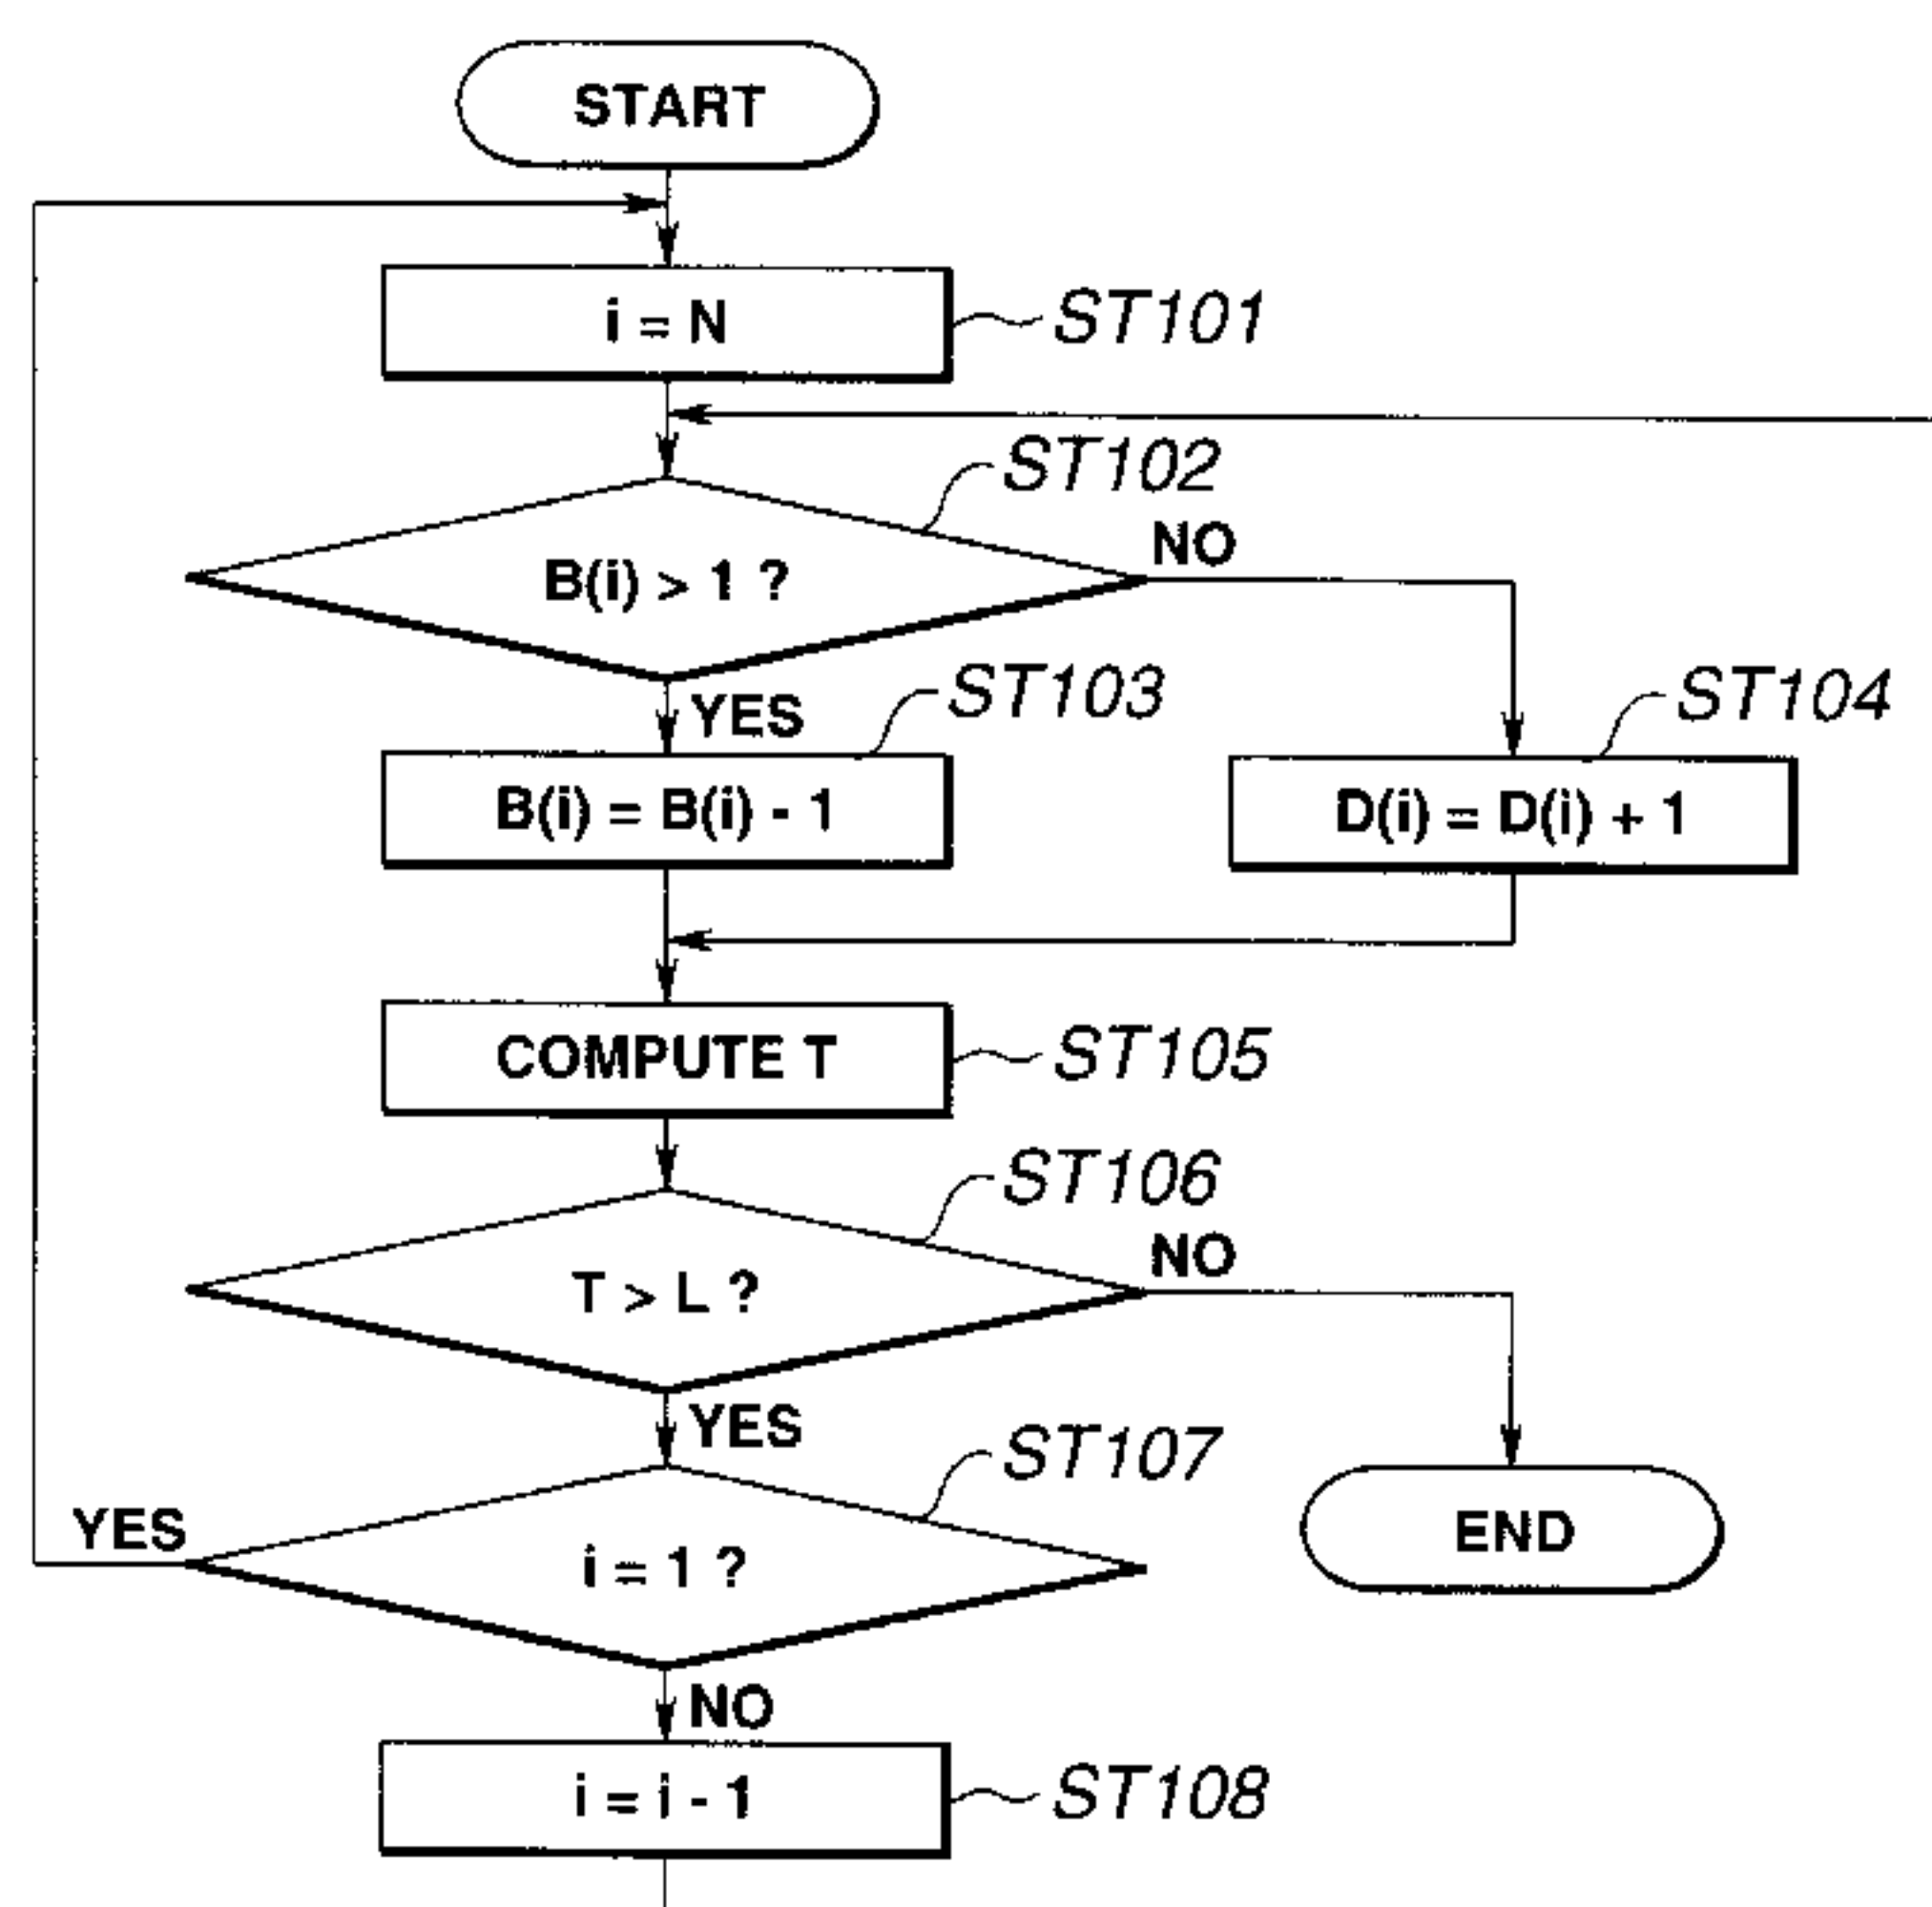 START
i = N
ST101
ST102
B(i) > 1 ?
NO
YES
ST103
ST104
B(i) = B(i) - 1
D(i) = D(i) + 1
COMPUTE T
ST105
ST106
T > L ?
NO
YES
ST107
YES
i = 1 ?
END
NO
i = i - 1
ST108